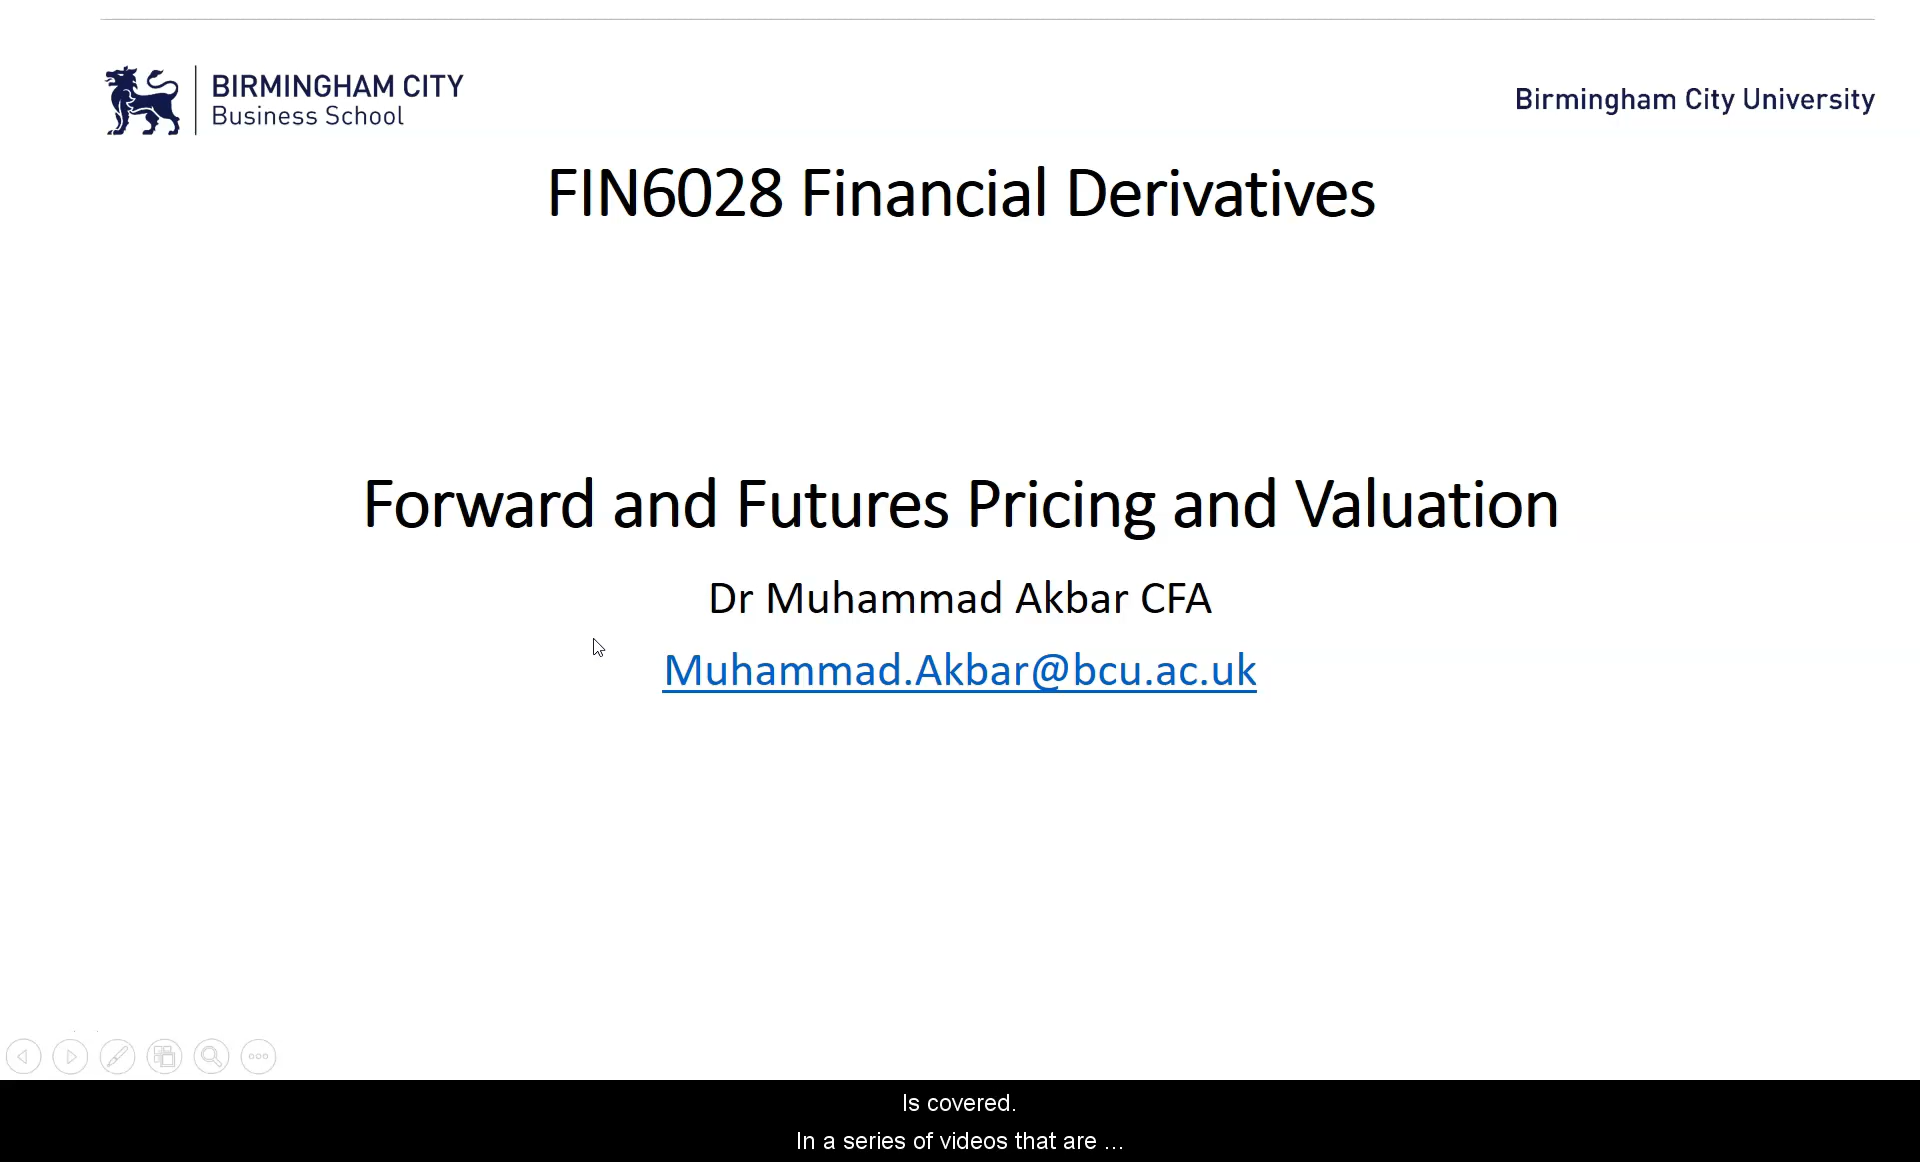 BIRMINGHAM CITY
Business School
Birmingham City University
FIN6028 Financial Derivatives
Forward and Futures Pricing and Valuation
Dr Muhammad Akbar CFA
Muhammad.Akbar@bcu.ac.uk
Is covered.
In a series of videos that are ...